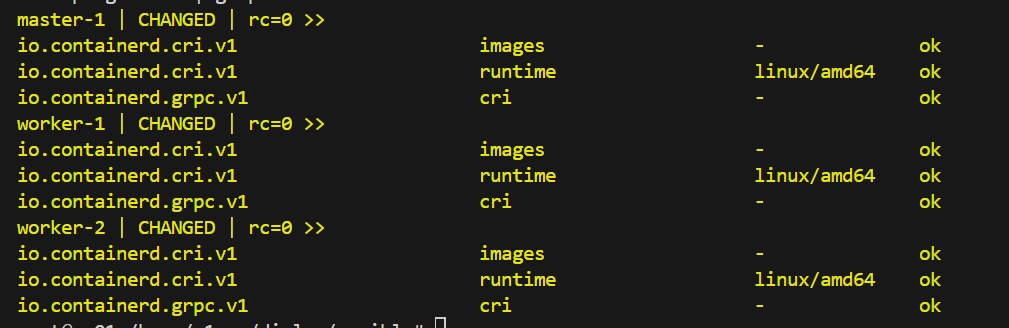 master-1 | CHANGED | rc=0 >>
io.containerd.cri.v1 images - ok
io.containerd.cri.v1 runtime linux/amd64 ok
io.containerd.grpc.v1 cri - ok
worker-1 | CHANGED | rc=0 >>
io.containerd.cri.v1 images - ok
io.containerd.cri.v1 runtime linux/amd64 ok
io.containerd.grpc.v1 cri - ok
worker-2 | CHANGED | rc=0 >>
io.containerd.cri.v1 images - ok
io.containerd.cri.v1 runtime linux/amd64 ok
io.containerd.grpc.v1 cri - ok